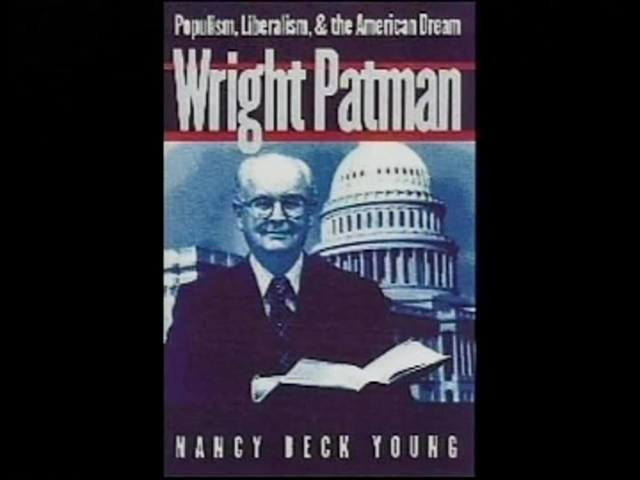 Populism, Liberalism, & the American Dream
Wright Patman
NANCY BECK YOUNG